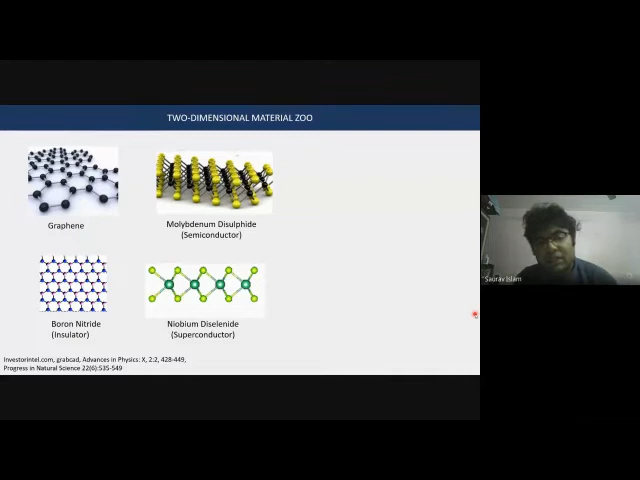 TWO-DIMENSIONAL MATERIAL ZOO
Graphene
Molybdenum Disulphide
(Semiconductor)
Boron Nitride
(Insulator)
Niobium Diselenide
(Superconductor)
Investorintel.com, grabcad, Advances in Physics: X, 2:2, 428-449,
Progress in Natural Science 22(6):535-549
Saurav Islam